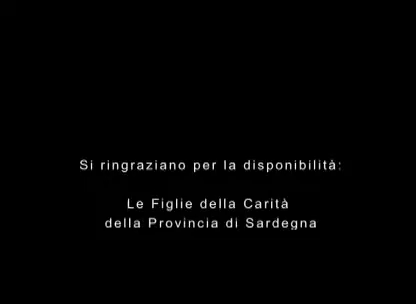 Si ringraziano per la disponibilità:
Le Figlie della Carità
della Provincia di Sardegna